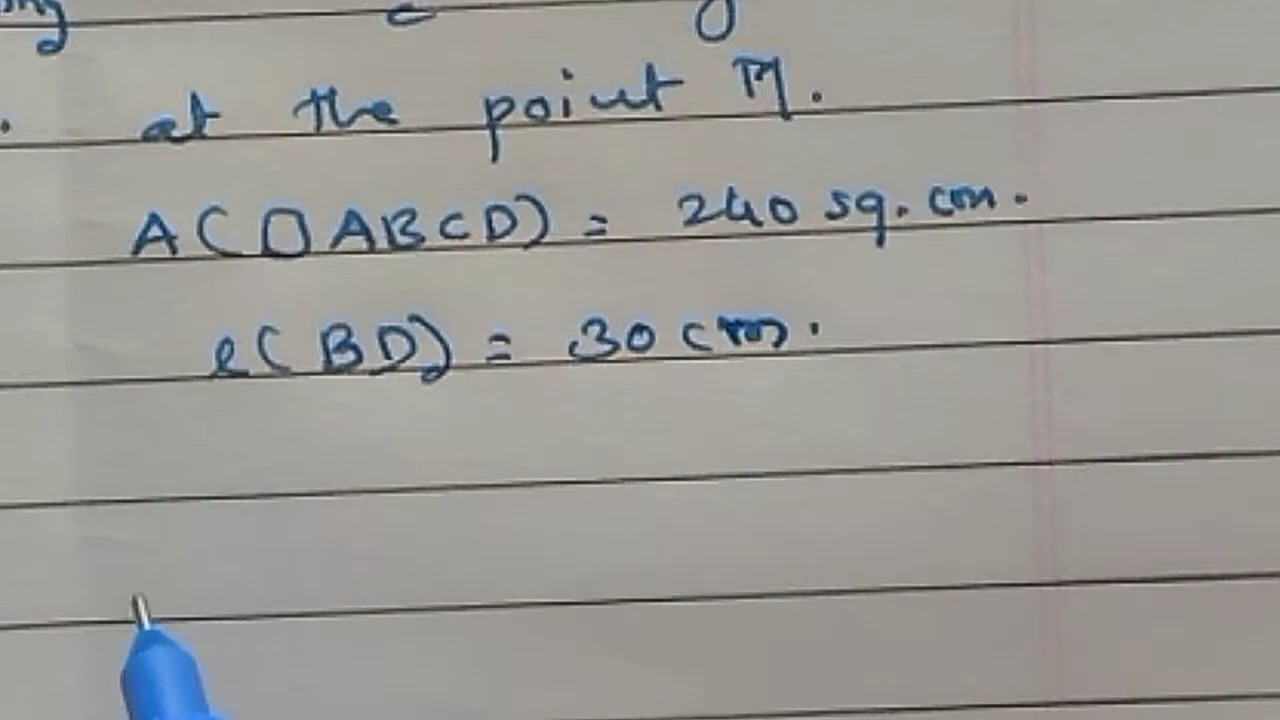 at the point M.
A(□ABCD) = 240 sq. cm.
l(BD) = 30 cm.